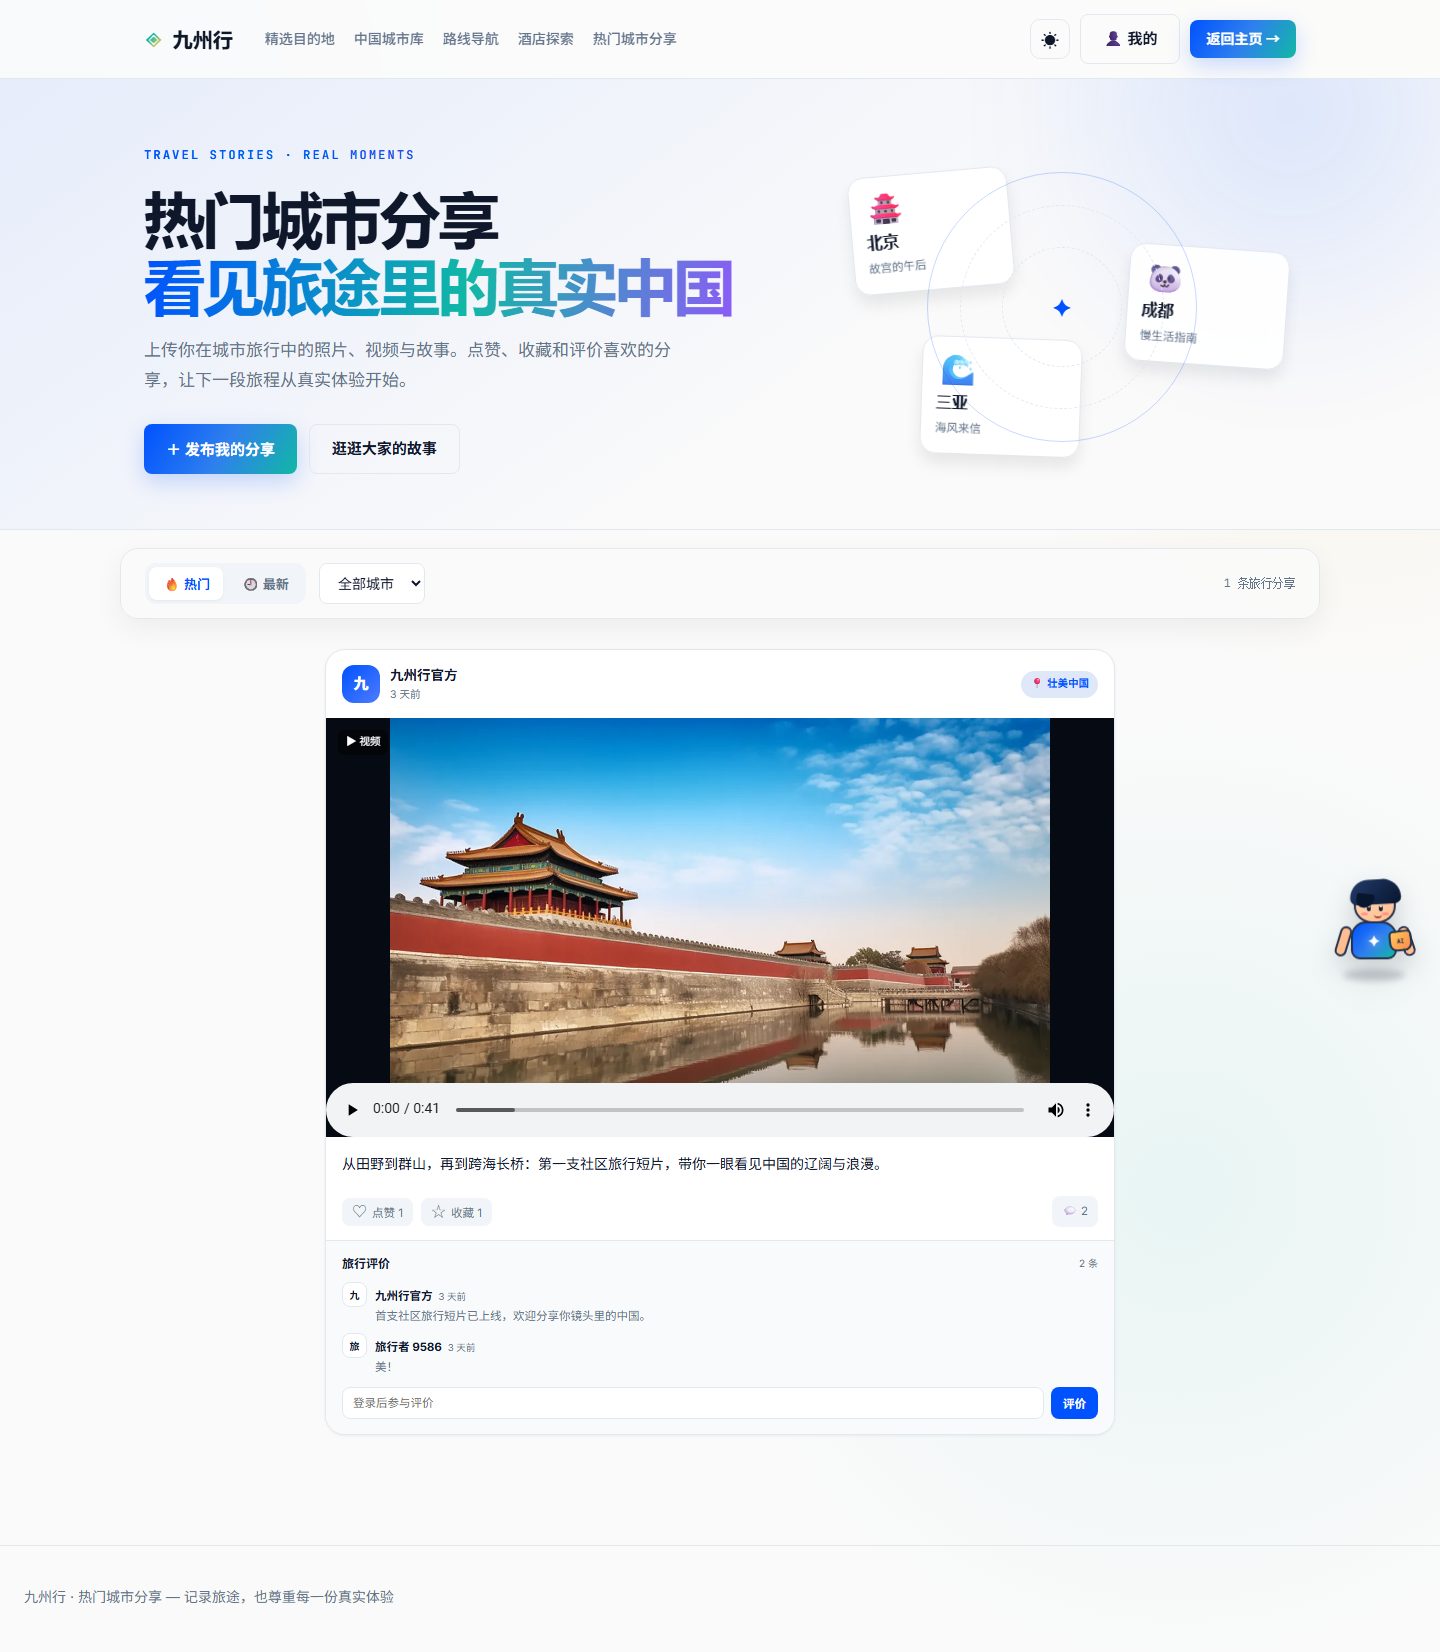 九州行
精选目的地 中国城市库 路线导航 酒店探索 热门城市分享
我的
返回主页 →
TRAVEL STORIES · REAL MOMENTS
热门城市分享
看见旅途里的真实中国
上传你在城市旅行中的照片、视频与故事。点赞、收藏和评价喜欢的分
享，让下一段旅程从真实体验开始。
＋ 发布我的分享
逛逛大家的故事
北京
故宫的午后
成都
慢生活指南
三亚
海风来信
热门
最新
全部城市
1 条旅行分享
九
九州行官方
3 天前
壮美中国
▶ 视频
0:00 / 0:41
从田野到群山，再到跨海长桥：第一支社区旅行短片，带你一眼看见中国的辽阔与浪漫。
♡ 点赞 1
☆ 收藏 1
2
旅行评价
2 条
九
九州行官方 3 天前
首支社区旅行短片已上线，欢迎分享你镜头里的中国。
旅
旅行者 9586 3 天前
美！
登录后参与评价
评价
AI
九州行 · 热门城市分享 — 记录旅途，也尊重每一份真实体验